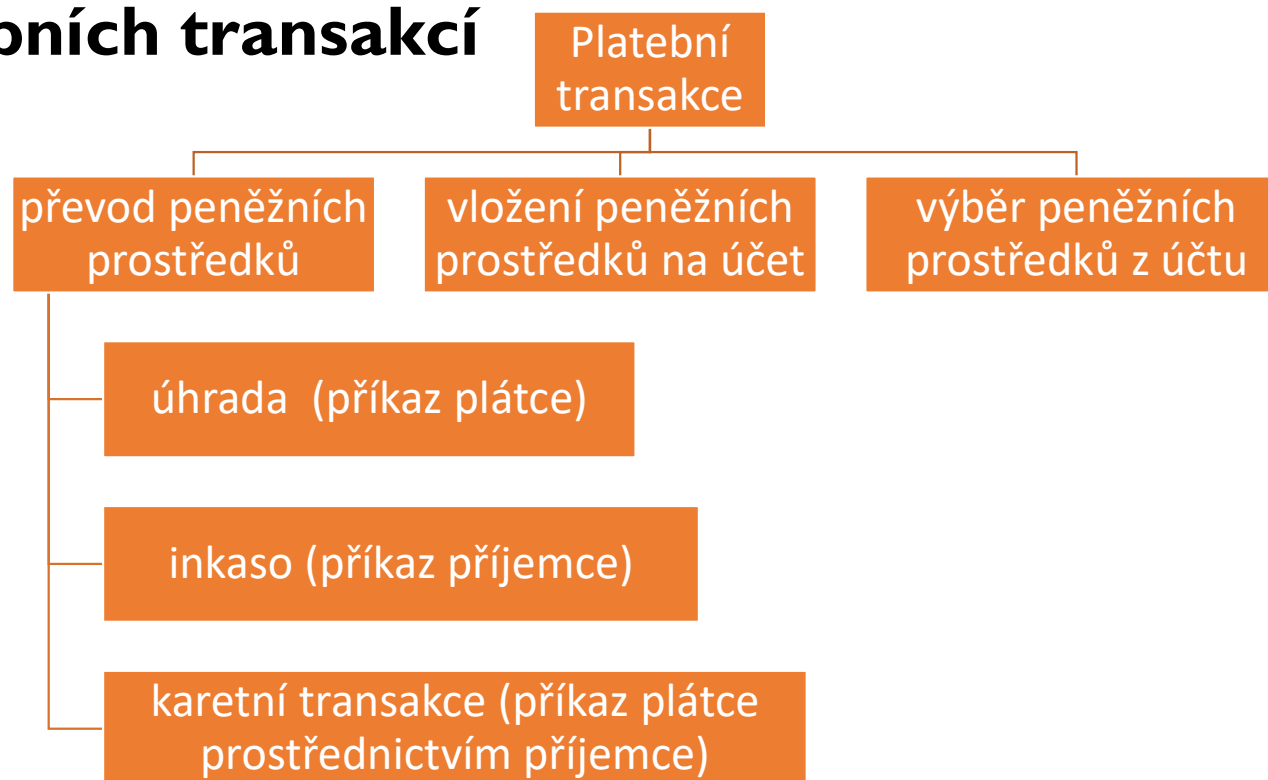 bních transakcí
Platební
transakce
převod peněžních
prostředků
vložení peněžních
prostředků na účet
výběr peněžních
prostředků z účtu
úhrada (příkaz plátce)
inkaso (příkaz příjemce)
karetní transakce (příkaz plátce
prostřednictvím příjemce)